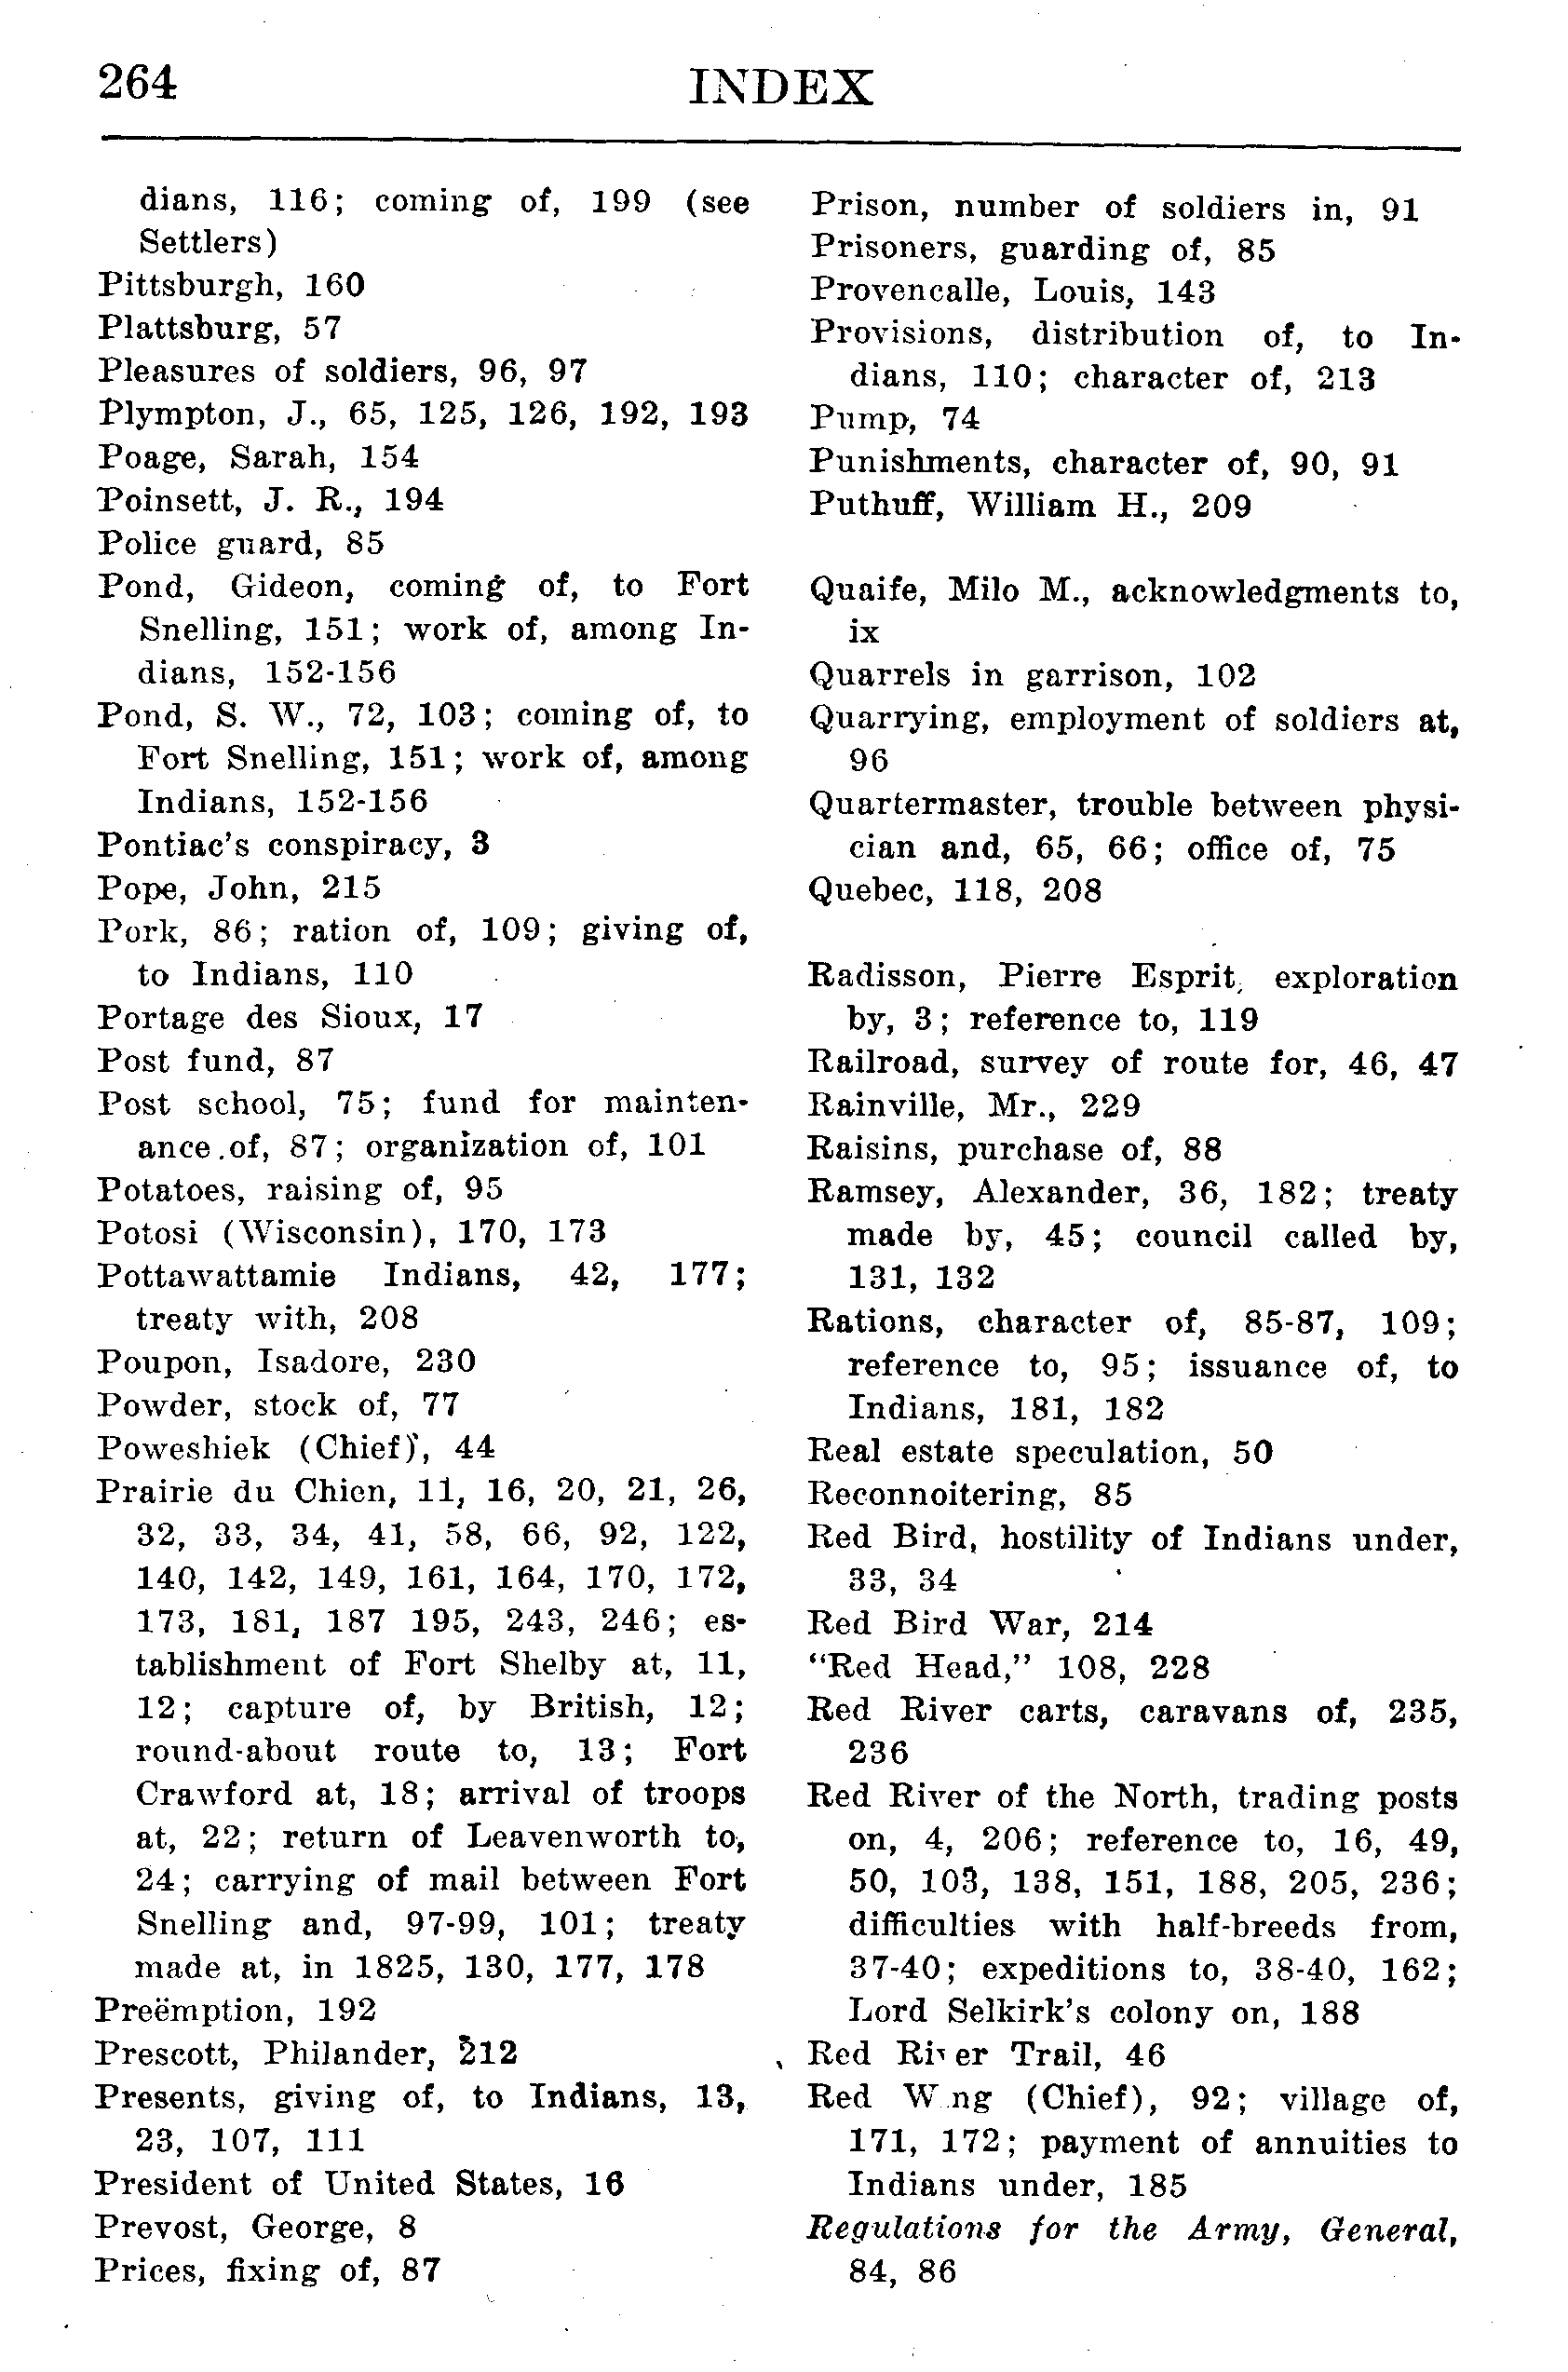 264
INDEX
dians, 116; coming of, 199 (see
Settlers)
Pittsburgh, 160
Plattsburg, 57
Pleasures of soldiers, 96, 97
Plympton, J., 65, 125, 126, 192, 193
Poage, Sarah, 154
Poinsett, J. R., 194
Police guard, 85
Pond, Gideon, coming of, to Fort
Snelling, 151; work of, among In-
dians, 152-156
Pond, S. W., 72, 103; coming of, to
Fort Snelling, 151; work of, among
Indians, 152-156
Pontiac's conspiracy, 3
Pope, John, 215
Pork, 86; ration of, 109; giving of,
to Indians, 110
Portage des Sioux, 17
Post fund, 87
Post school, 75; fund for mainten-
ance of, 87; organization of, 101
Potatoes, raising of, 95
Potosi (Wisconsin), 170, 173
Pottawattamie Indians, 42, 177;
treaty with, 208
Poupon, Isadore, 230
Powder, stock of, 77
Poweshiek (Chief), 44
Prairie du Chien, 11, 16, 20, 21, 26,
32, 33, 34, 41, 58, 66, 92, 122,
140, 142, 149, 161, 164, 170, 172,
173, 181, 187 195, 243, 246; es-
tablishment of Fort Shelby at, 11,
12; capture of, by British, 12;
round-about route to, 13; Fort
Crawford at, 18; arrival of troops
at, 22; return of Leavenworth to,
24; carrying of mail between Fort
Snelling and, 97-99, 101; treaty
made at, in 1825, 130, 177, 178
Preëmption, 192
Prescott, Philander, 212
Presents, giving of, to Indians, 13,
23, 107, 111
President of United States, 16
Prevost, George, 8
Prices, fixing of, 87
Prison, number of soldiers in, 91
Prisoners, guarding of, 85
Provencalle, Louis, 143
Provisions, distribution of, to In-
dians, 110; character of, 213
Pump, 74
Punishments, character of, 90, 91
Puthuff, William H., 209
Quaife, Milo M., acknowledgments to,
ix
Quarrels in garrison, 102
Quarrying, employment of soldiers at,
96
Quartermaster, trouble between physi-
cian and, 65, 66; office of, 75
Quebec, 118, 208
Radisson, Pierre Esprit, exploration
by, 3; reference to, 119
Railroad, survey of route for, 46, 47
Rainville, Mr., 229
Raisins, purchase of, 88
Ramsey, Alexander, 36, 182; treaty
made by, 45; council called by,
131, 132
Rations, character of, 85-87, 109;
reference to, 95; issuance of, to
Indians, 181, 182
Real estate speculation, 50
Reconnoitering, 85
Red Bird, hostility of Indians under,
33, 34
Red Bird War, 214
"Red Head," 108, 228
Red River carts, caravans of, 235,
236
Red River of the North, trading posts
on, 4, 206; reference to, 16, 49,
50, 103, 138, 151, 188, 205, 236;
difficulties with half-breeds from,
37-40; expeditions to, 38-40, 162;
Lord Selkirk's colony on, 188
Red River Trail, 46
Red Wing (Chief), 92; village of,
171, 172; payment of annuities to
Indians under, 185
Regulations for the Army, General,
84, 86